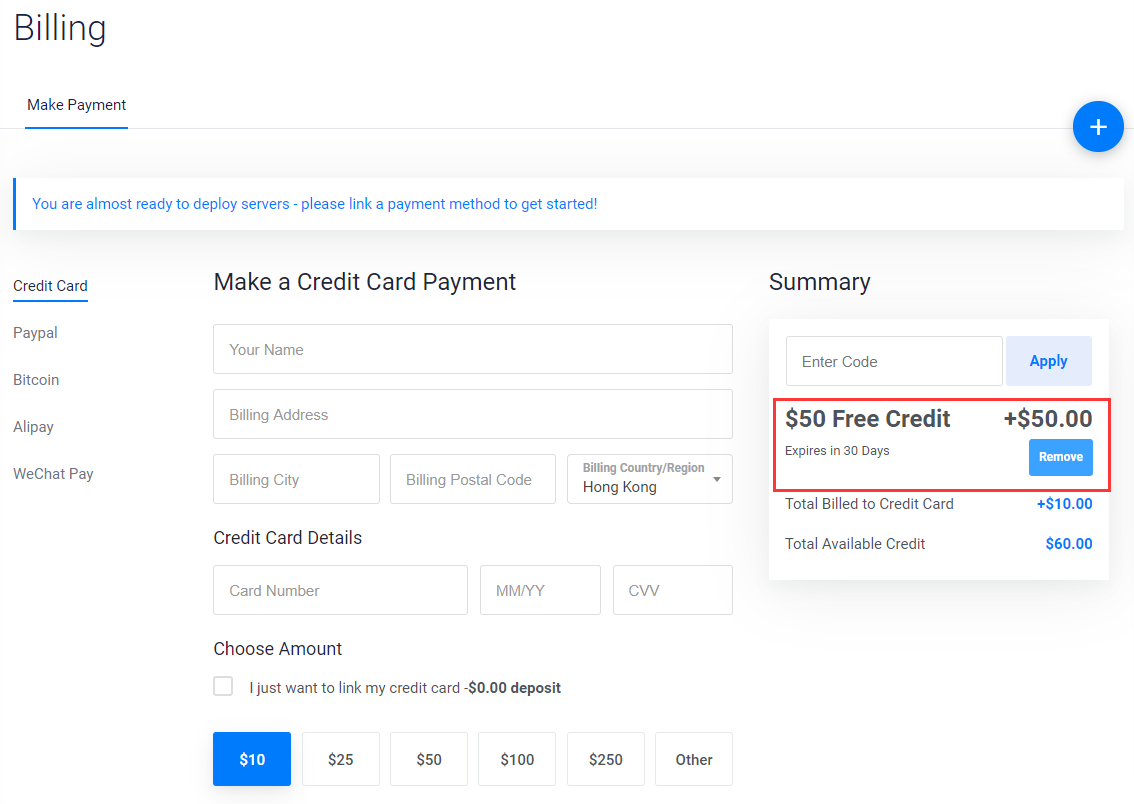 Billing
Make Payment
+
You are almost ready to deploy servers - please link a payment method to get started!
Credit Card
Paypal
Bitcoin
Alipay
WeChat Pay
Make a Credit Card Payment
Your Name
Billing Address
Billing City
Billing Postal Code
Billing Country/Region
Hong Kong
Credit Card Details
Card Number
MM/YY
CVV
Choose Amount
I just want to link my credit card -$0.00 deposit
$10
$25
$50
$100
$250
Other
Summary
Enter Code
Apply
$50 Free Credit +$50.00
Expires in 30 Days
Remove
Total Billed to Credit Card +$10.00
Total Available Credit $60.00